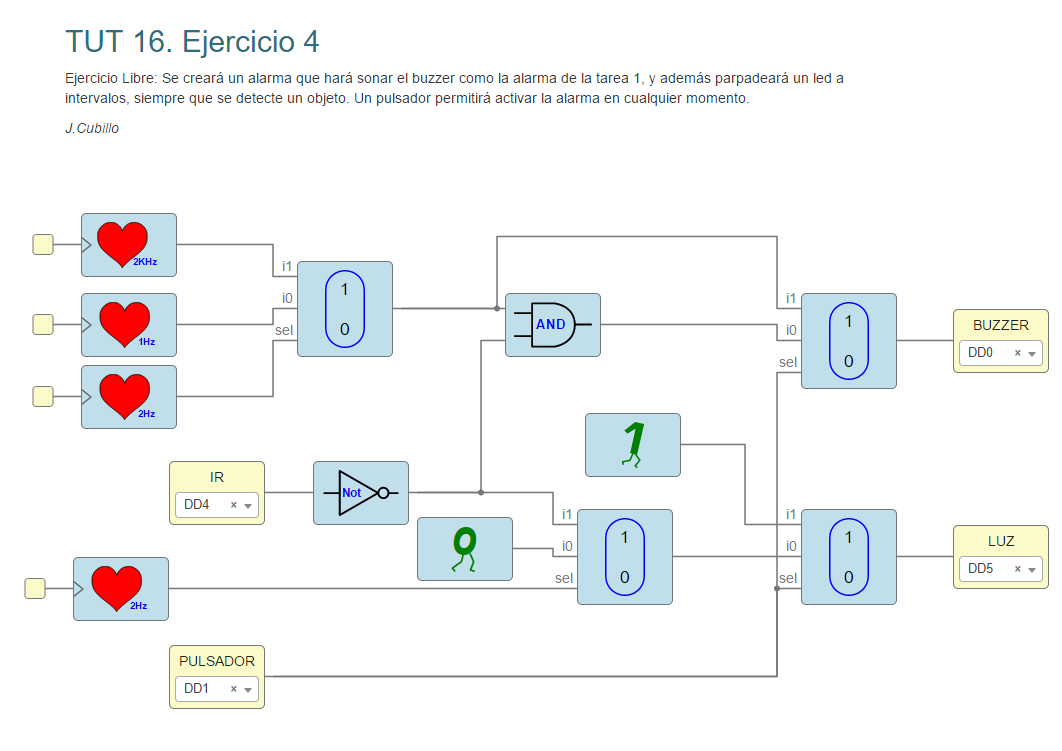 TUT 16. Ejercicio 4
Ejercicio Libre: Se creará un alarma que hará sonar el buzzer como la alarma de la tarea 1, y además parpadeará un led a
intervalos, siempre que se detecte un objeto. Un pulsador permitirá activar la alarma en cualquier momento.
J.Cubillo
2KHz
i1
i0
sel
1
0
1Hz
2Hz
AND
i1
i0
sel
1
0
BUZZER
DD0 ×
1
IR
DD4 ×
Not
0
i1
i0
sel
1
0
i1
i0
sel
1
0
LUZ
DD5 ×
2Hz
PULSADOR
DD1 ×